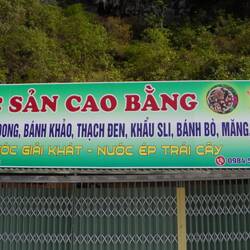 SẢN CAO BẰNG
DONG, BÁNH KHẢO, THẠCH ĐEN, KHẨU SLI, BÁNH BỎ, MĂNG
GIẢI KHÁT - NƯỚC ÉP TRÁI CÂY
0984